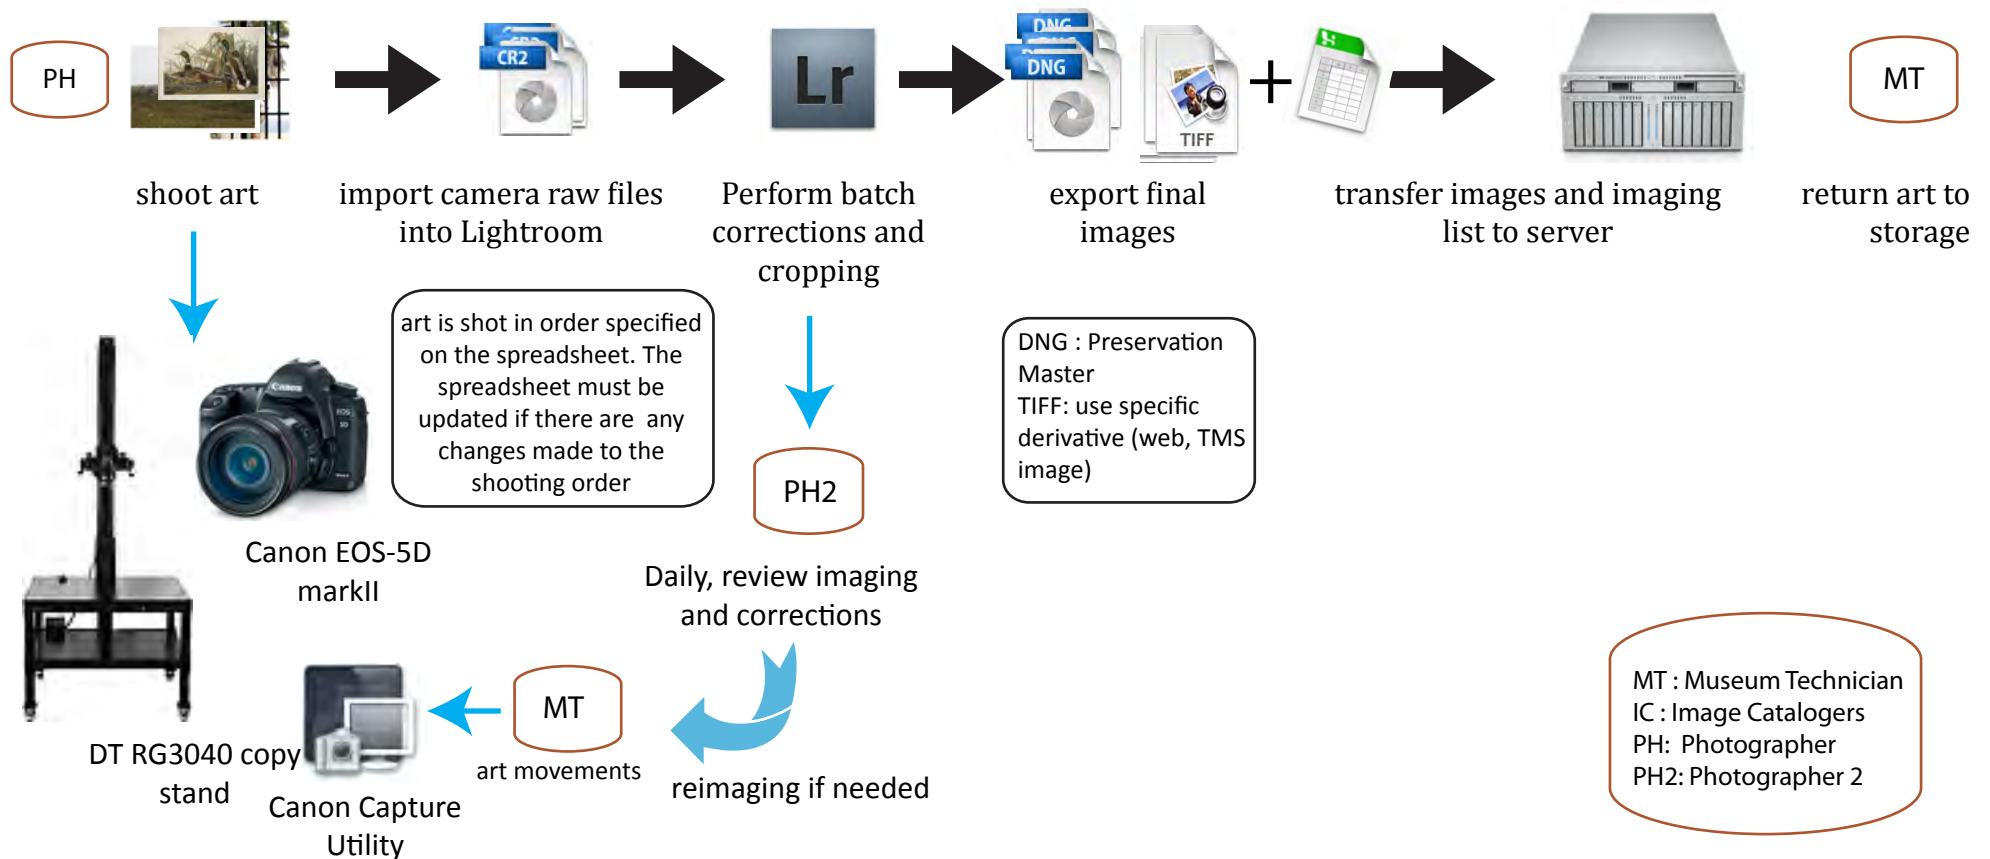 PH
CR2
Lr
DNG
DNG
TIFF
MT
shoot art
import camera raw files
into Lightroom
Perform batch
corrections and
cropping
export final
images
transfer images and imaging
list to server
return art to
storage
art is shot in order specified
on the spreadsheet. The
spreadsheet must be
updated if there are any
changes made to the
shooting order
DNG : Preservation
Master
TIFF: use specific
derivative (web, TMS
image)
Canon
EOS
5D
Canon EOS-5D
markII
PH2
Daily, review imaging
and corrections
reimaging if needed
MT
art movements
DT RG3040 copy
stand
Canon Capture
Utility
MT : Museum Technician
IC : Image Catalogers
PH: Photographer
PH2: Photographer 2